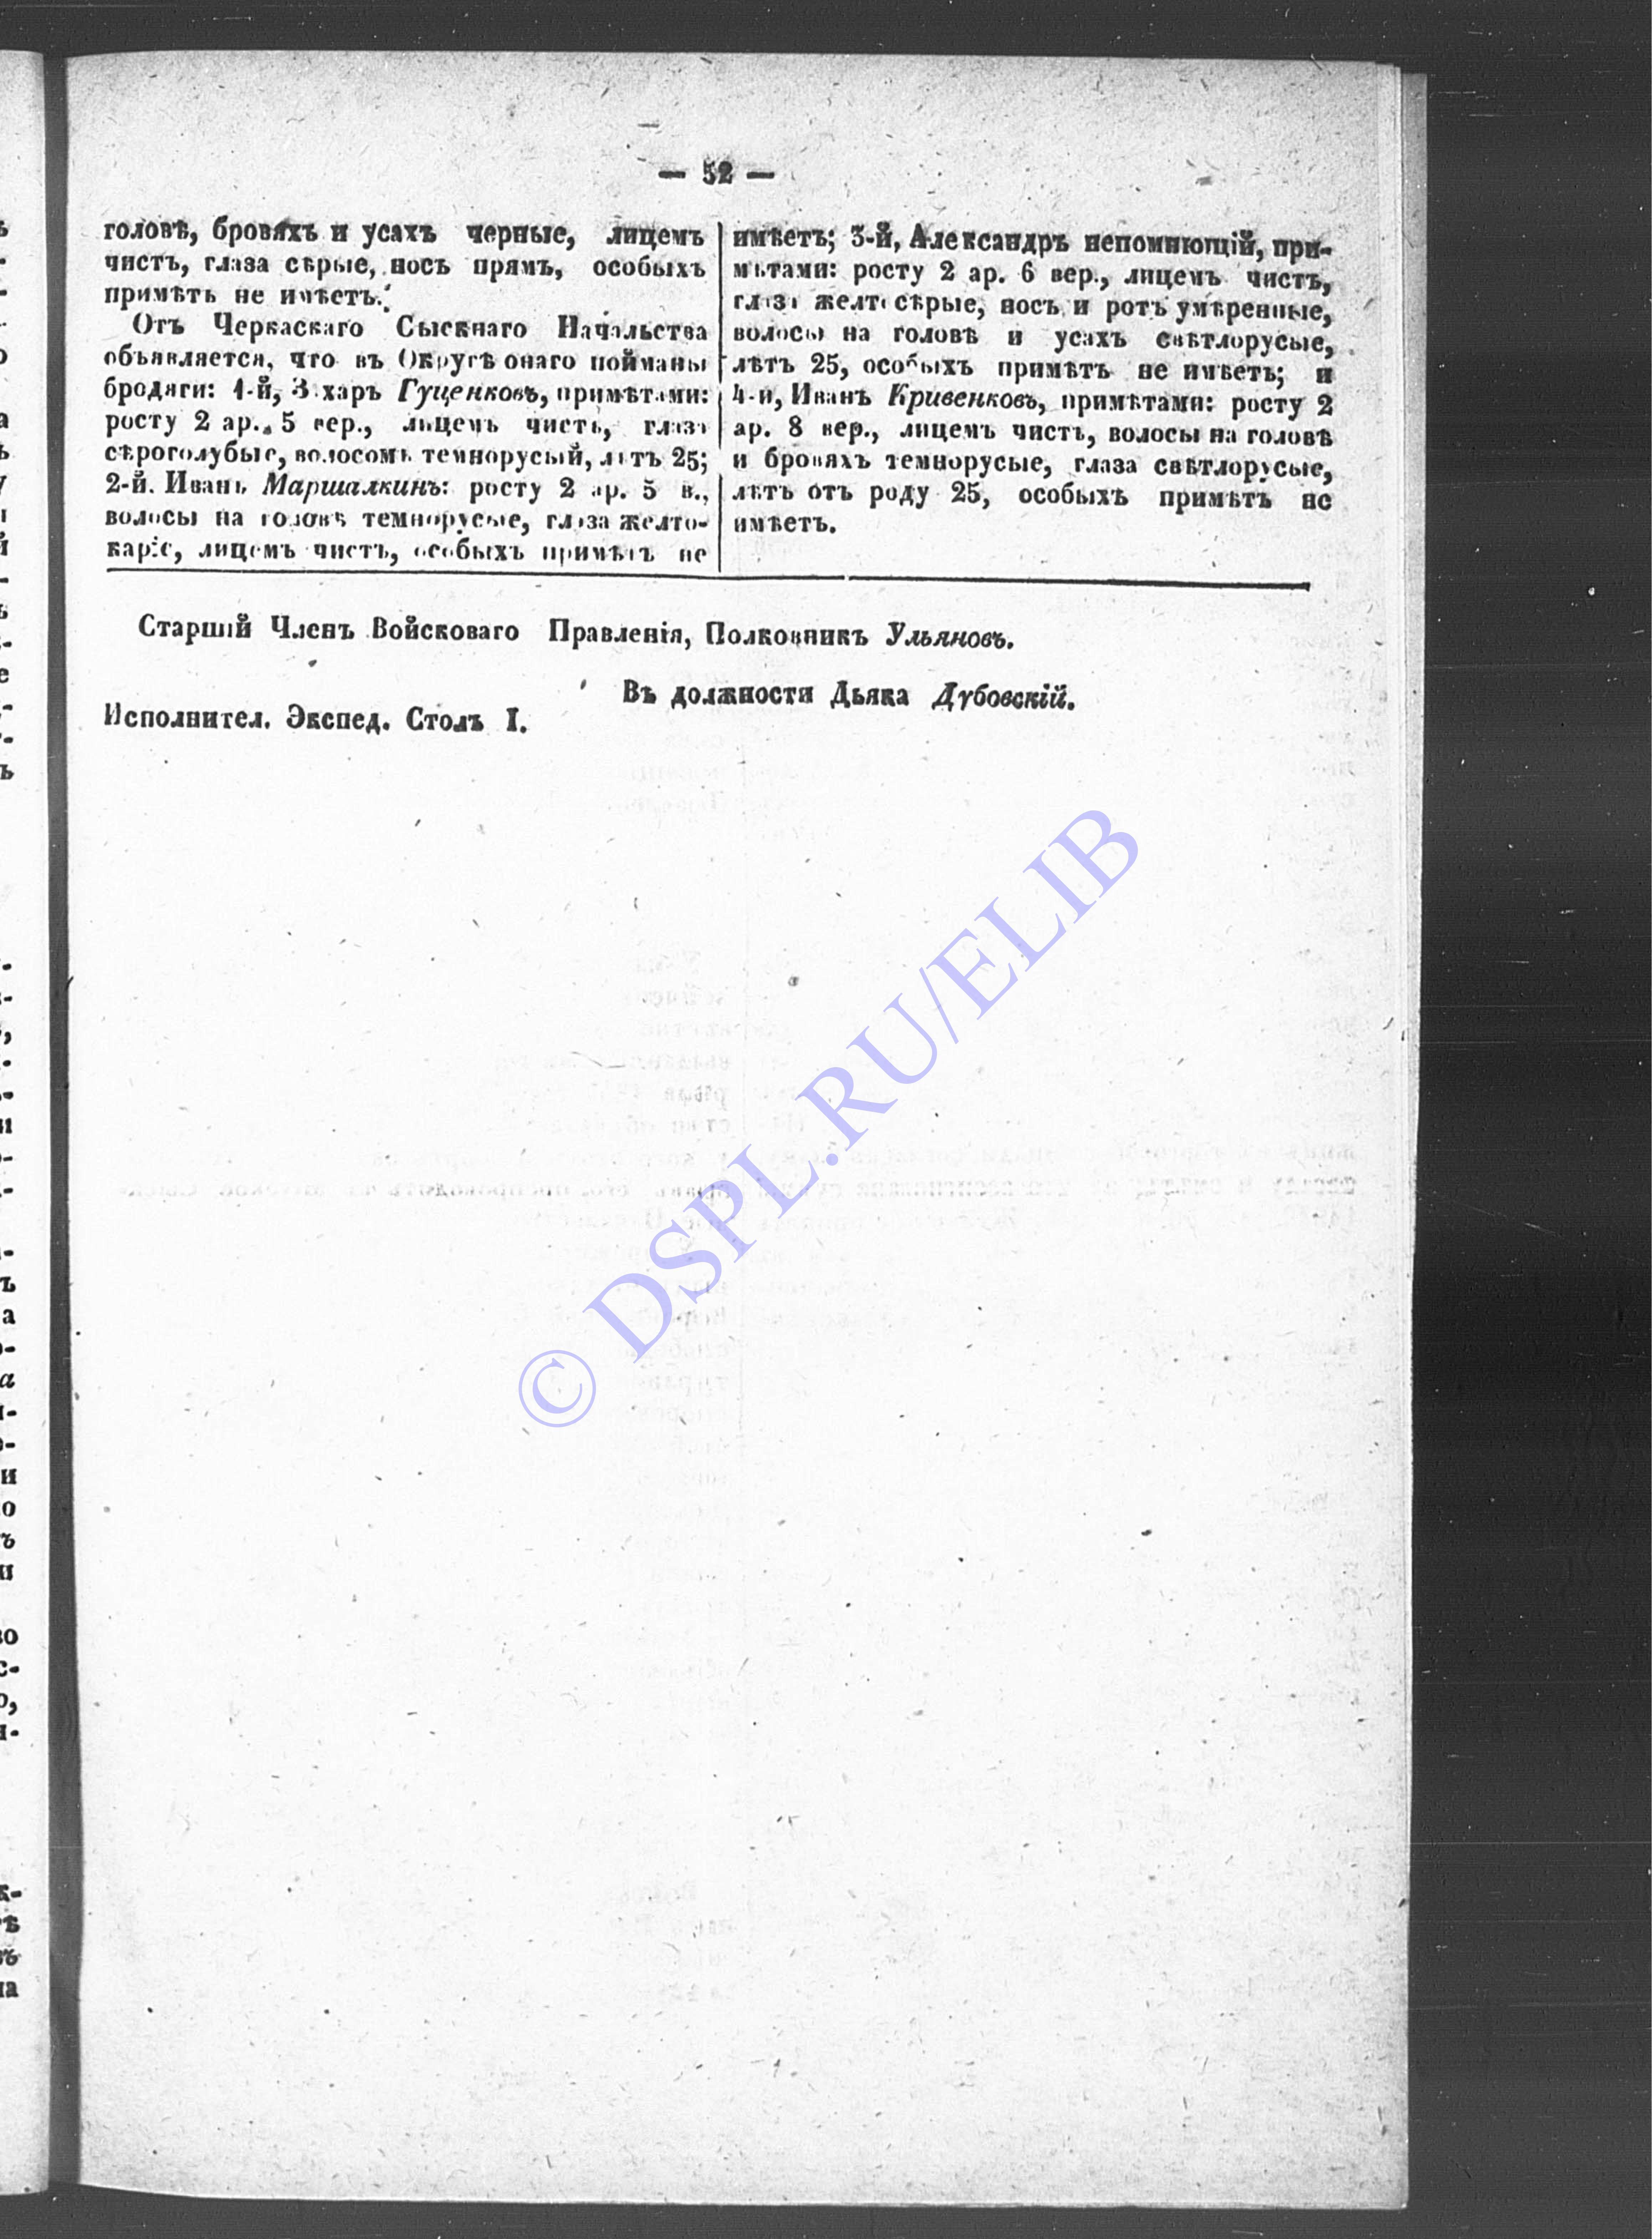 — 52 —
головѣ, бровяхъ и усахъ черные, лицемъ
чистъ, глаза сѣрые, носъ прямъ, особыхъ
примѣтъ не имѣетъ.
Отъ Черкаскаго Сыскнаго Начальства
объявляется, что въ Округѣ онаго пойманы
бродяги: 1-й, Захаръ Гуценковъ, примѣтами:
росту 2 ар. 5 вер., лицемъ чистъ, глаза
сѣроголубые, волосомъ темнорусый, лѣтъ 25;
2-й. Иванъ Маршалкинъ: росту 2 ар. 5 в.,
волосы на головѣ темнорусые, глаза желто-
каріе, лицемъ чистъ, особыхъ примѣтъ не
имѣетъ; 3-й, Александръ непомнющій, при-
мѣтами: росту 2 ар. 6 вер., лицемъ чистъ,
глаза желтосѣрые, носъ и ротъ умѣренные,
волосы на головѣ и усахъ свѣтлорусые,
лѣтъ 25, особыхъ примѣтъ не имѣетъ; и
4-й, Иванъ Кривенковъ, примѣтами: росту 2
ар. 8 вер., лицемъ чистъ, волосы на головѣ
и бровяхъ темнорусые, глаза свѣтлорусые,
лѣтъ отъ роду 25, особыхъ примѣтъ не
имѣетъ.
Старшій Членъ Войсковаго Правленія, Полковникъ Ульяновъ.
Въ должности Дьяка Дубовскій.
Исполнител. Экспед. Столъ I.
© DSPL.RU/ELIB